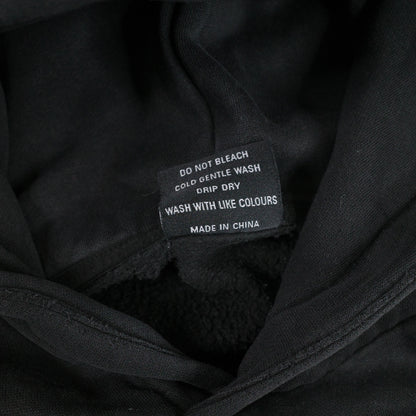 DO NOT BLEACH
COLD GENTLE WASH
DRIP DRY
WASH WITH LIKE COLOURS
MADE IN CHINA